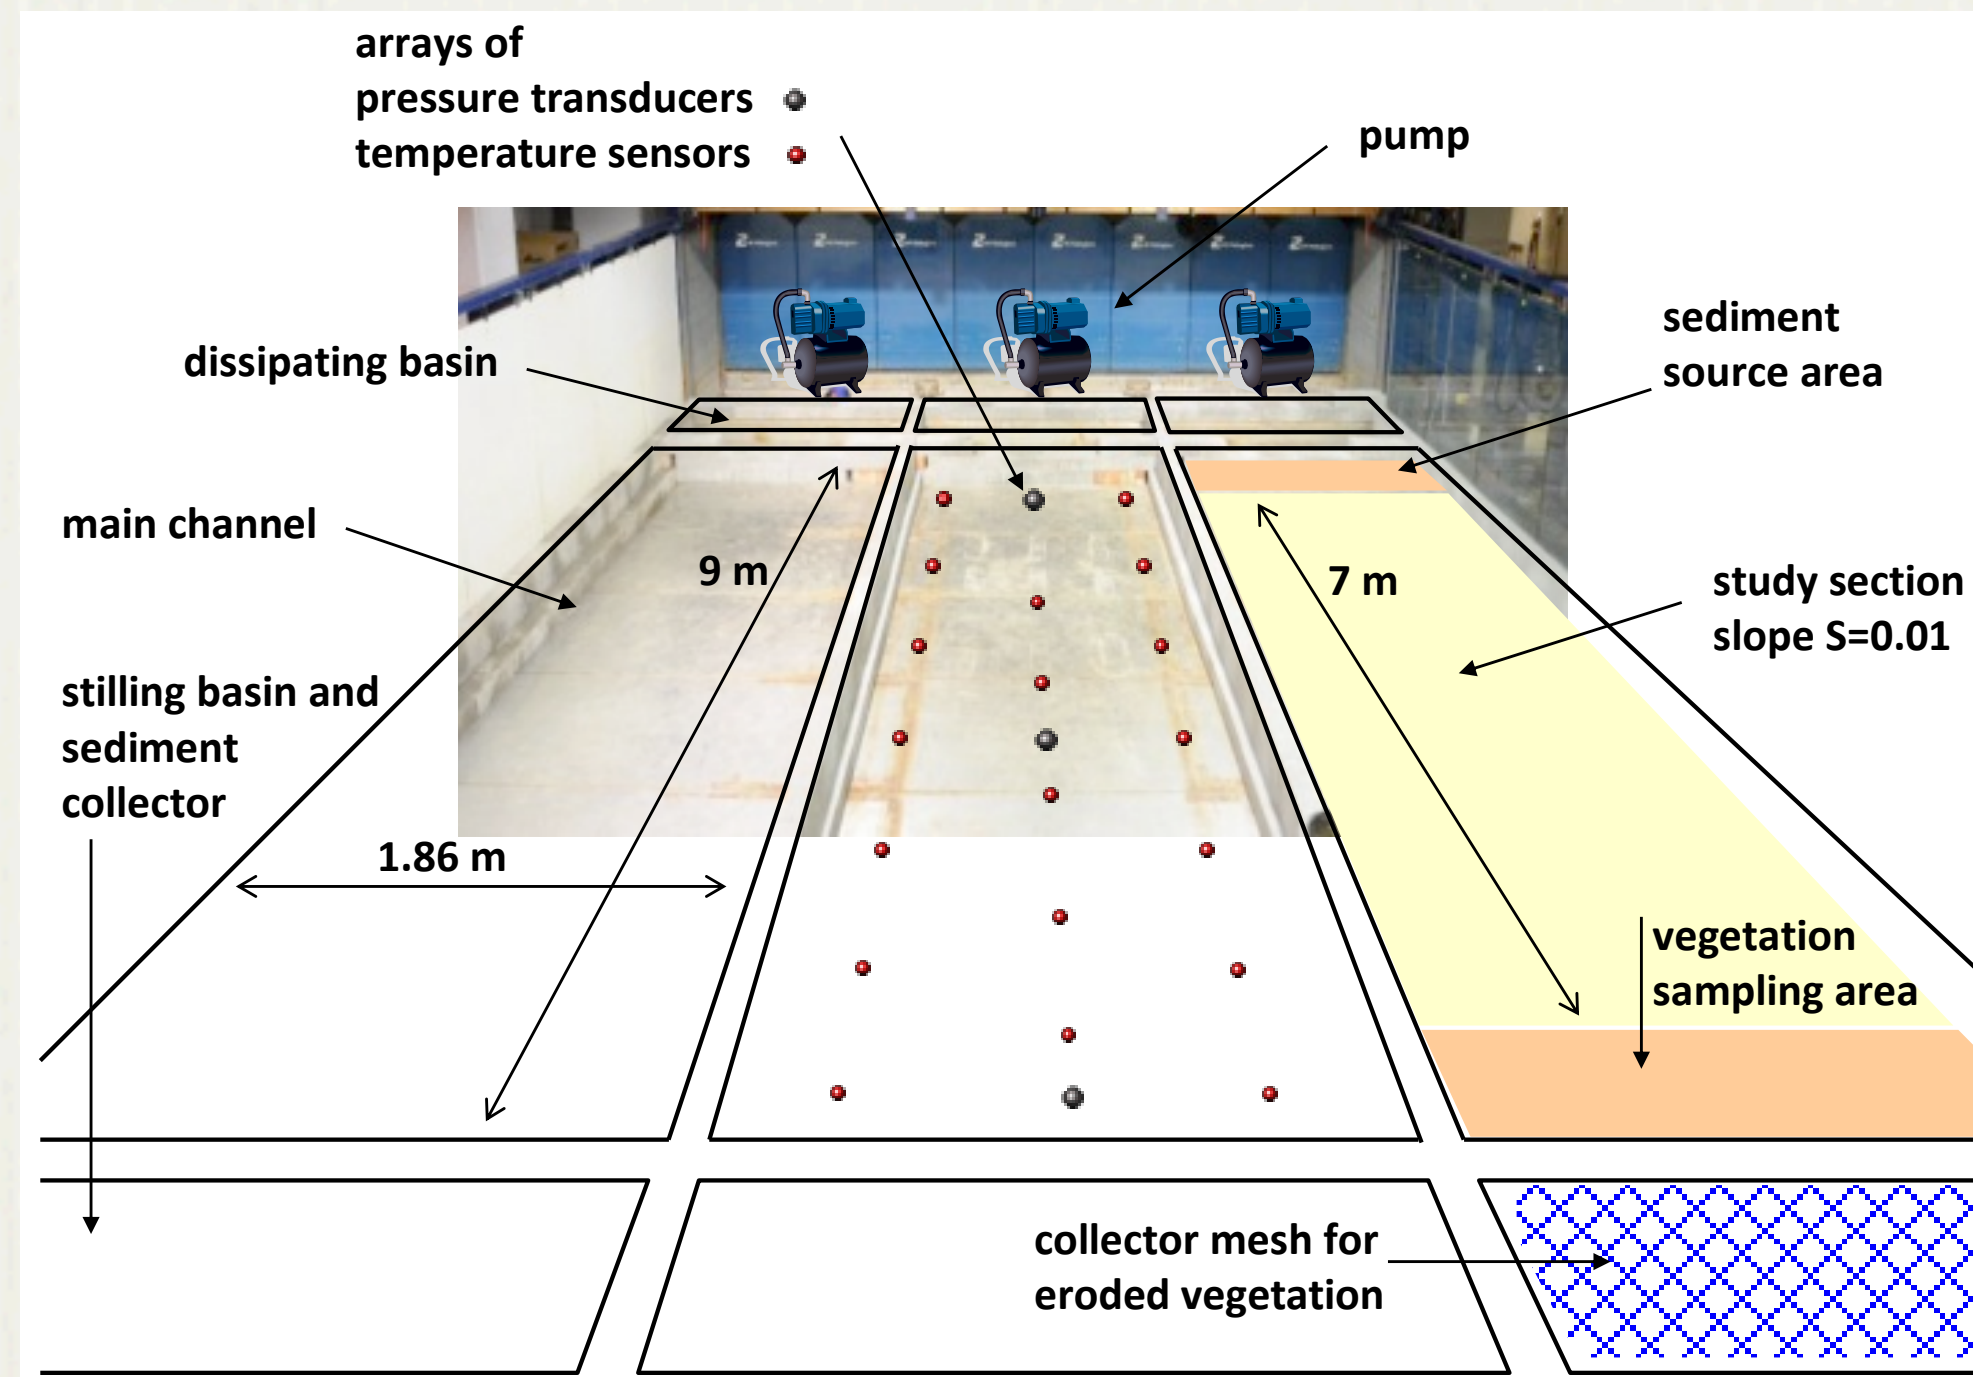 arrays of
pressure transducers
temperature sensors
pump
sediment
source area
dissipating basin
main channel
9 m
7 m
study section
slope S=0.01
stilling basin and
sediment
collector
1.86 m
vegetation
sampling area
collector mesh for
eroded vegetation